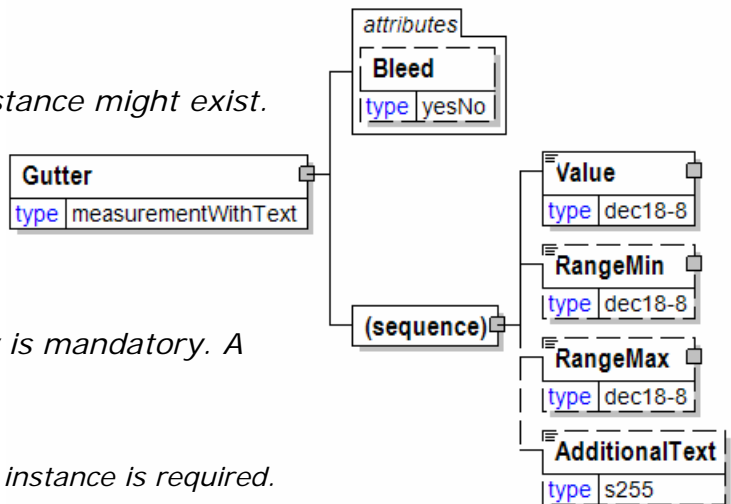 attributes
Bleed
type yesNo
stance might exist.
Gutter
type measurementWithText
Value
type dec18-8
RangeMin
type dec18-8
(sequence)
is mandatory. A
RangeMax
type dec18-8
AdditionalText
type s255
instance is required.